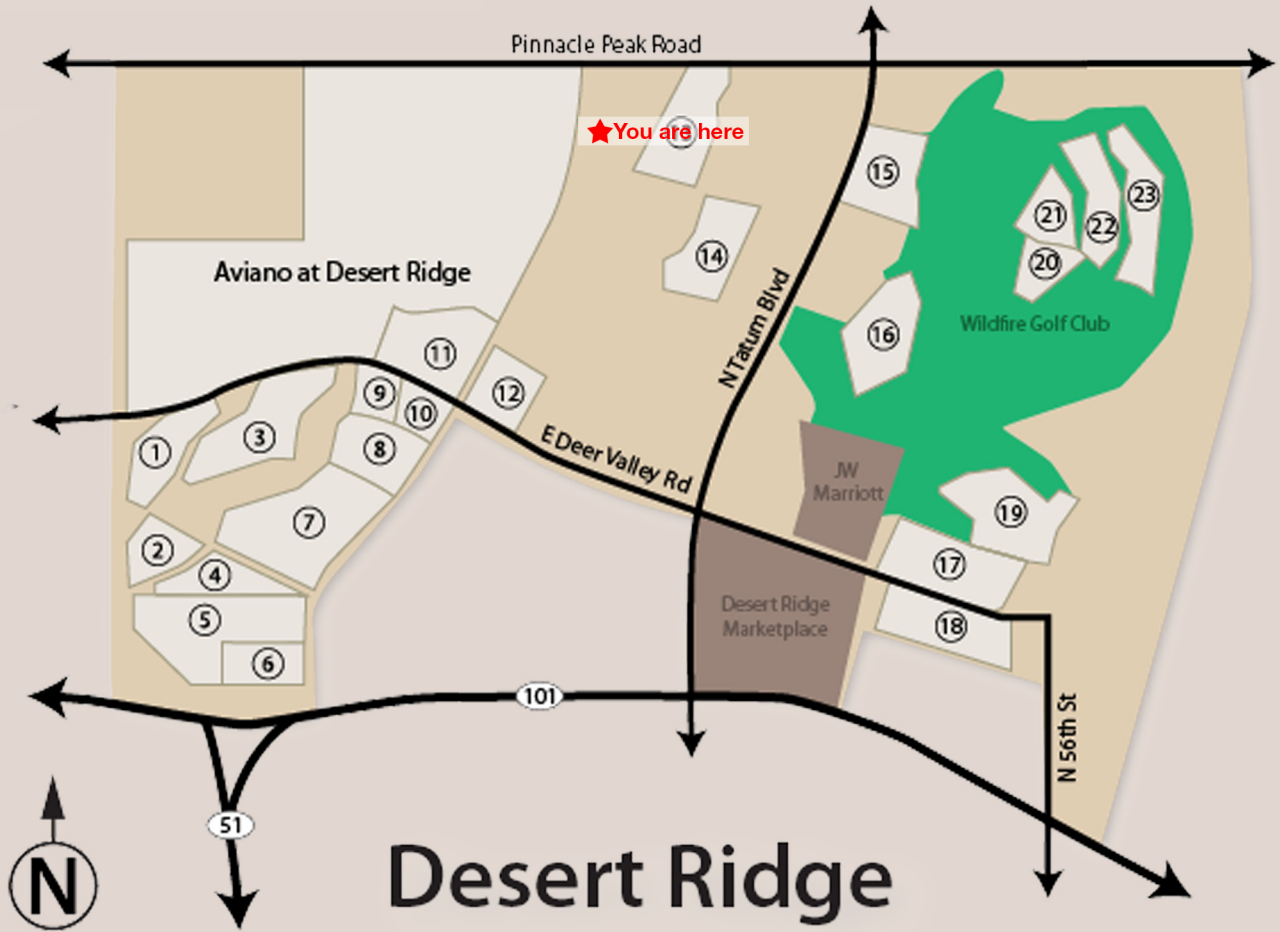 Pinnacle Peak Road
You are here
15
23
21
22
14
20
Aviano at Desert Ridge
N Tatum Blvd
Wildfire Golf Club
16
11
9
12
10
3
1
8
E Deer Valley Rd
JW
Marriott
19
7
2
17
4
Desert Ridge
Marketplace
5
18
6
101
N 56th St
51
N
Desert Ridge